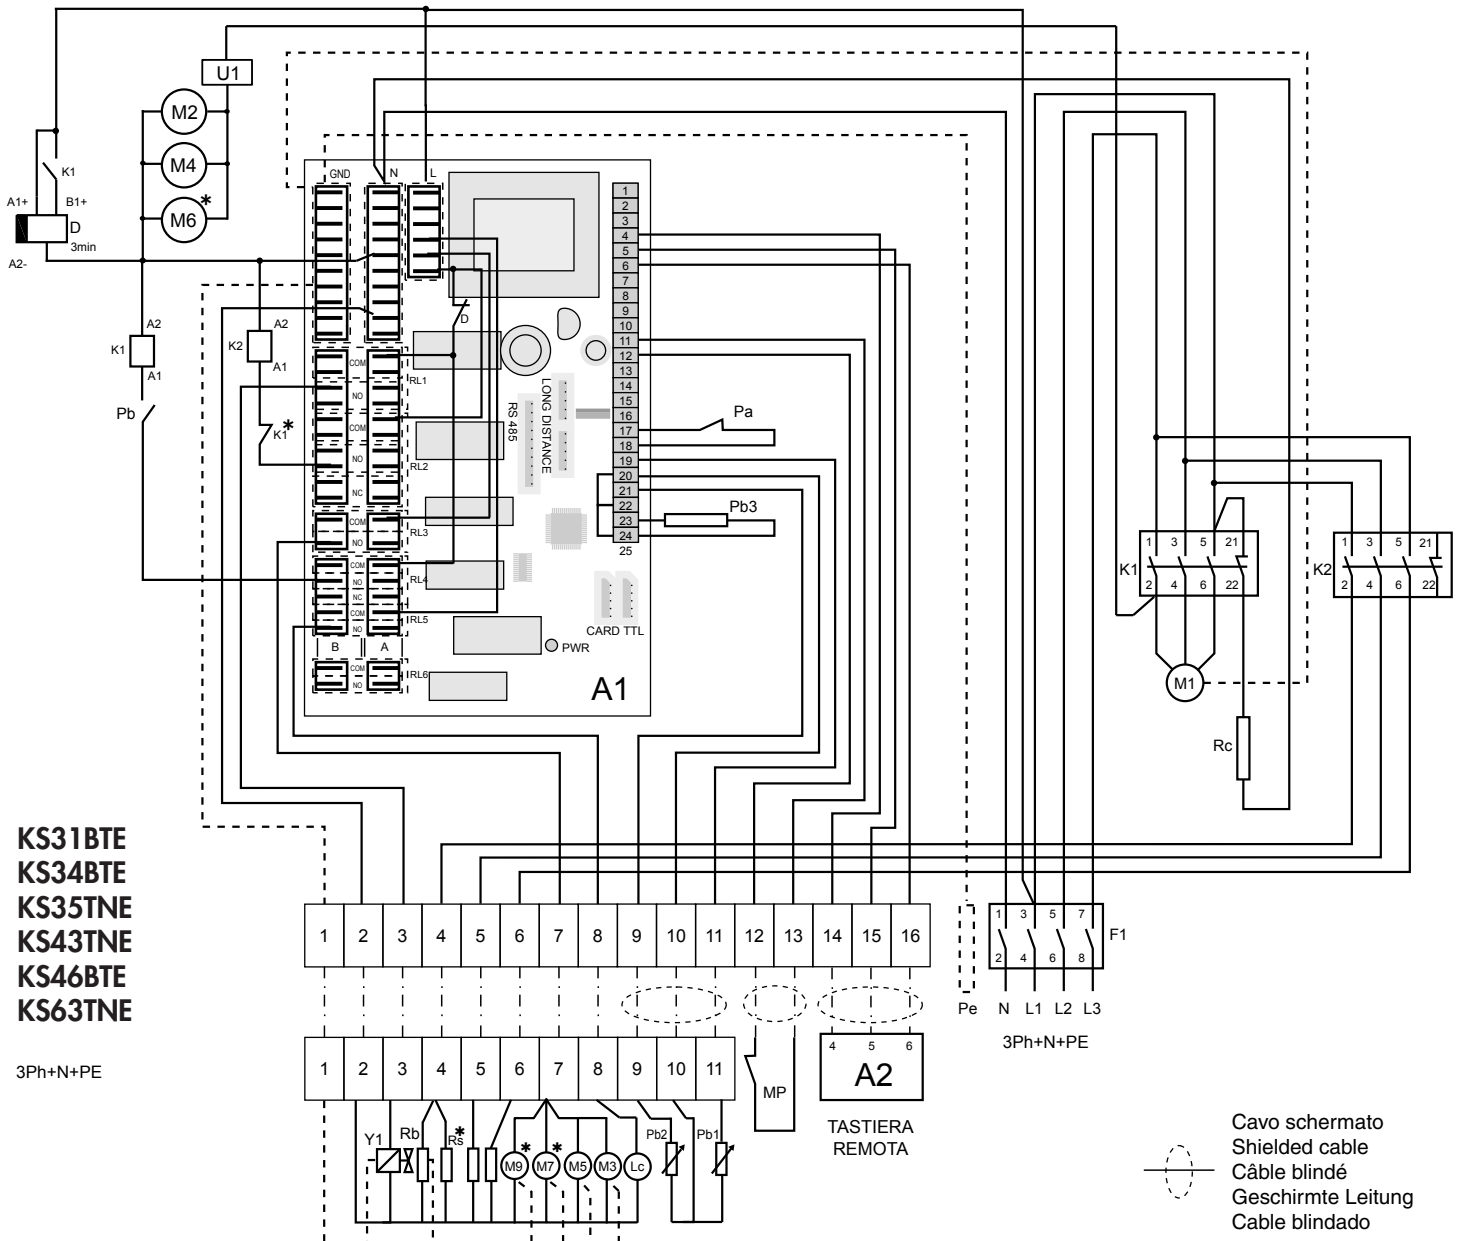 U1
M2
M4
M6 *
K1
A1+
B1+
D
3min
A2-
A2
K1
A1
Pb
A2
K2
A1
K1 *
GND
N
L
D
COM
RL1
NO
COM
NO
RL2
NC
COM
RL3
NO
COM
RL4
NO
NC
COM
RL5
NO
B
A
COM
RL6
NO
RS 485
LONG DISTANCE
CARD TTL
PWR
A1
1
2
3
4
5
6
7
8
9
10
11
12
13
14
15
16
17
18
19
20
21
22
23
24
25
Pa
Pb3
K1
1 3 5 21
2 4 6 22
K2
1 3 5 21
2 4 6 22
M1
Rc
KS31BTE
KS34BTE
KS35TNE
KS43TNE
KS46BTE
KS63TNE
3Ph+N+PE
1 2 3 4 5 6 7 8 9 10 11 12 13 14 15 16
1 3 5 7
F1
2 4 6 8
Pe N L1 L2 L3
3Ph+N+PE
1 2 3 4 5 6 7 8 9 10 11
MP
4 5 6
A2
TASTIERA
REMOTA
Y1
Rb
Rs *
M9 *
M7 *
M5
M3
Lc
Pb2
Pb1
Cavo schermato
Shielded cable
Câble blindé
Geschirmte Leitung
Cable blindado